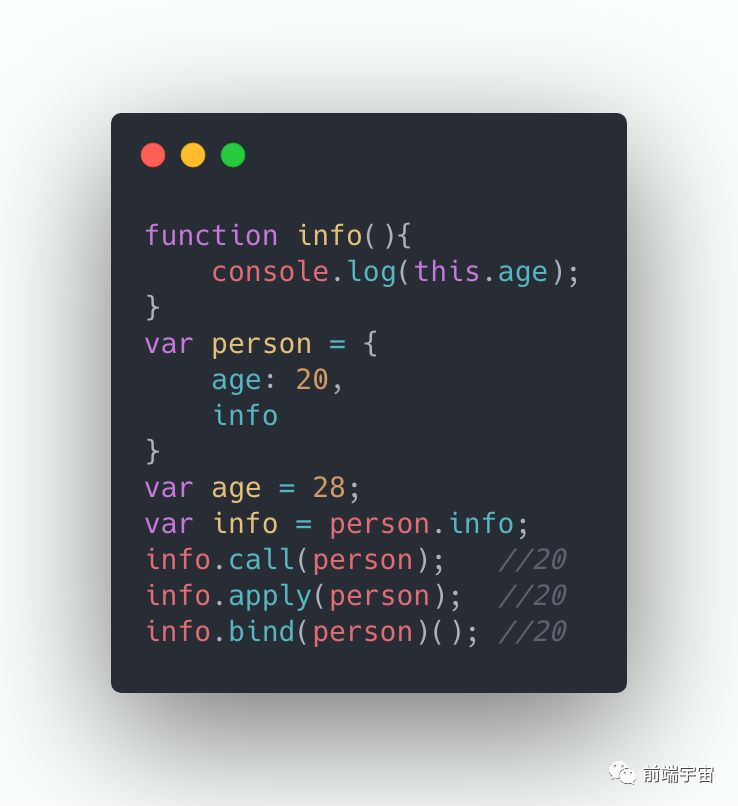 function info(){
    console.log(this.age);
}
var person = {
    age: 20,
    info
}
var age = 28;
var info = person.info;
info.call(person);   //20
info.apply(person);  //20
info.bind(person)(); //20
前端宇宙